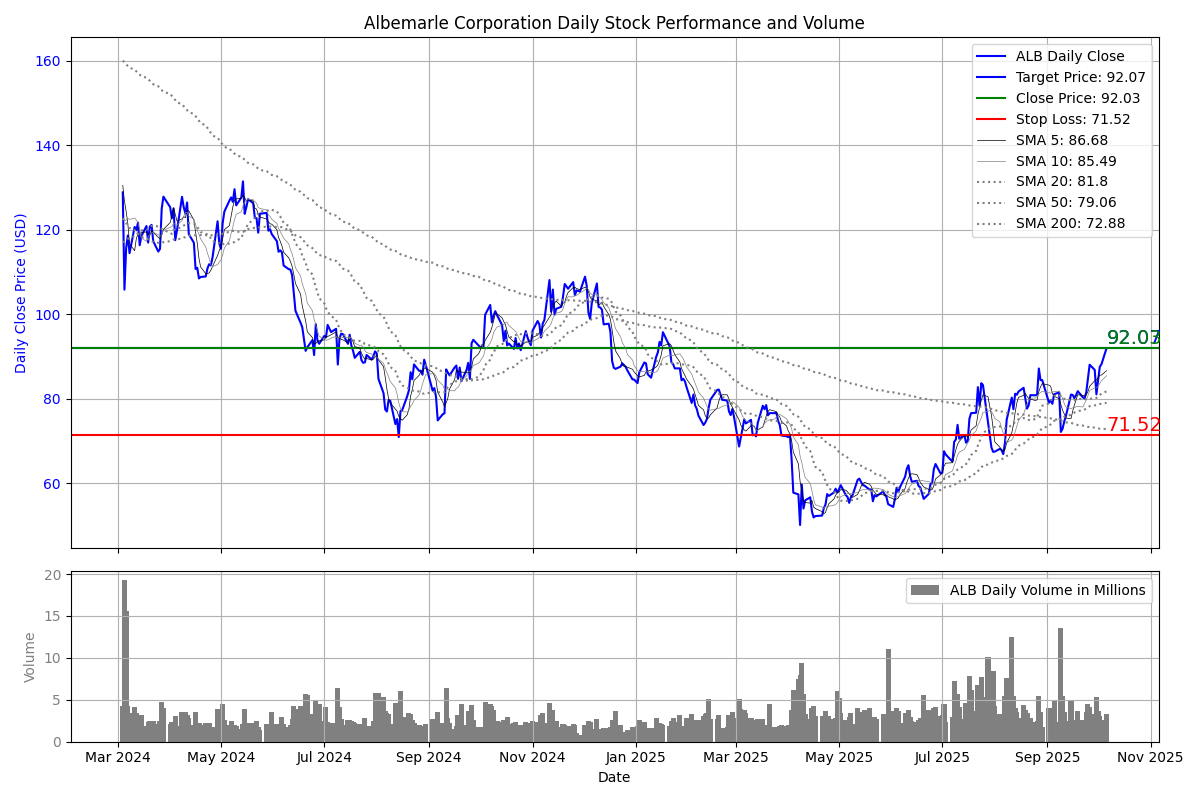 Albemarle Corporation Daily Stock Performance and Volume
Daily Close Price (USD)
160
140
120
100
80
60
ALB Daily Close
Target Price: 92.07
Close Price: 92.03
Stop Loss: 71.52
SMA 5: 86.68
SMA 10: 85.49
SMA 20: 81.8
SMA 50: 79.06
SMA 200: 72.88
92.07
71.52
Volume
20
15
10
5
0
ALB Daily Volume in Millions
Mar 2024 May 2024 Jul 2024 Sep 2024 Nov 2024 Jan 2025 Mar 2025 May 2025 Jul 2025 Sep 2025 Nov 2025
Date